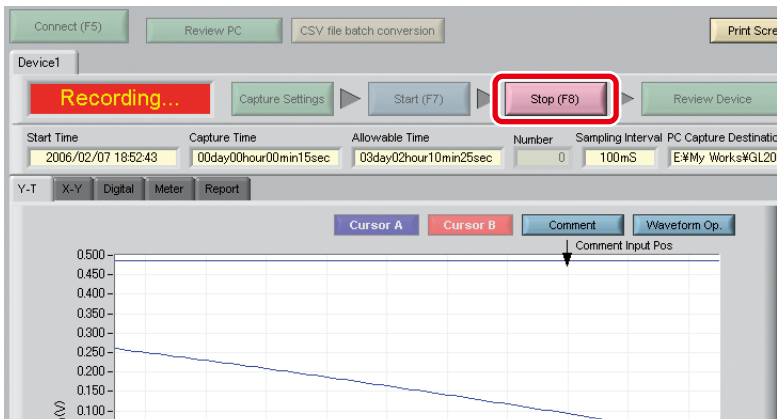 Connect (F5) Review PC CSV file batch conversion Print Scre
Device1
Recording... Capture Settings Start (F7) Stop (F8) Review Device
Start Time Capture Time Allowable Time Number Sampling Interval PC Capture Destinatio
2006/02/07 18:52:43 00day00hour00min15sec 03day02hour10min25sec 0 100mS E:¥My Works¥GL20
Y-T X-Y Digital Meter Report
Cursor A Cursor B Comment Waveform Op.
Comment Input Pos
0.500
0.450
0.400
0.350
0.300
0.250
0.200
0.150
0.100
(V)